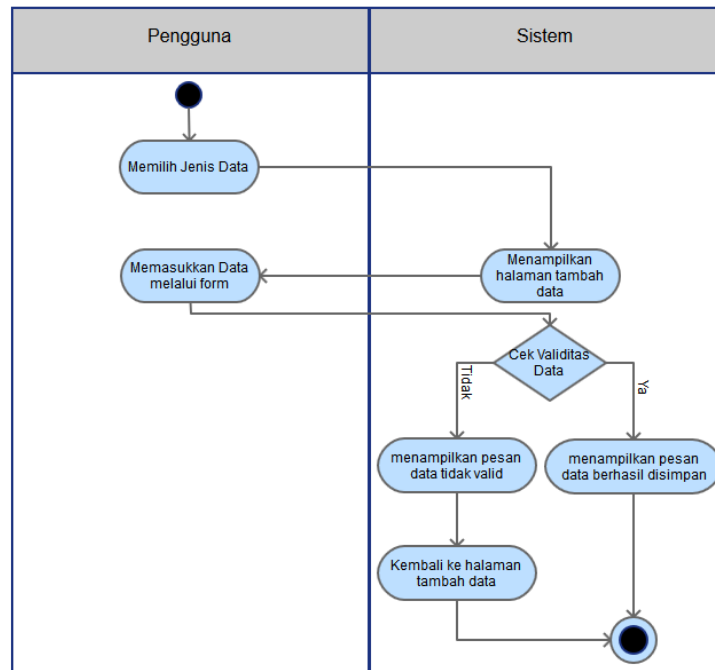 Pengguna
Sistem
Memilih Jenis Data
Menampilkan
halaman tambah
data
Memasukkan Data
melalui form
Cek Validitas
Data
Tidak
Ya
menampilkan pesan
data tidak valid
menampilkan pesan
data berhasil disimpan
Kembali ke halaman
tambah data